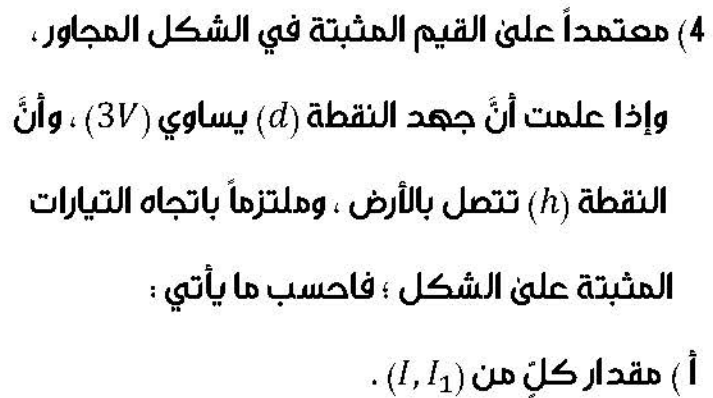 4) معتمداً على القيم المثبتة في الشكل المجاور ،
وإذا علمت أنَّ جهد النقطة (d) يساوي (3V) ، وأنَّ
النقطة (h) تتصل بالأرض ، وملتزماً باتجاه التيارات
المثبتة على الشكل ؛ فاحسب ما يأتي :
أ ) مقدار كلٍّ من (I, I₁) .